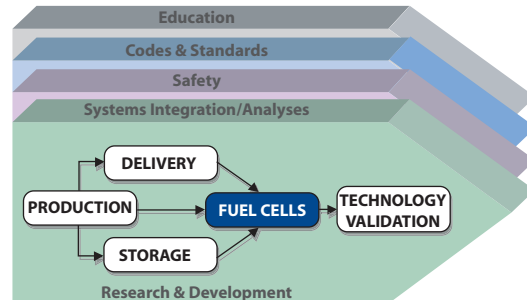 Education
Codes & Standards
Safety
Systems Integration/Analyses
DELIVERY
PRODUCTION
FUEL CELLS
TECHNOLOGY
VALIDATION
STORAGE
Research & Development